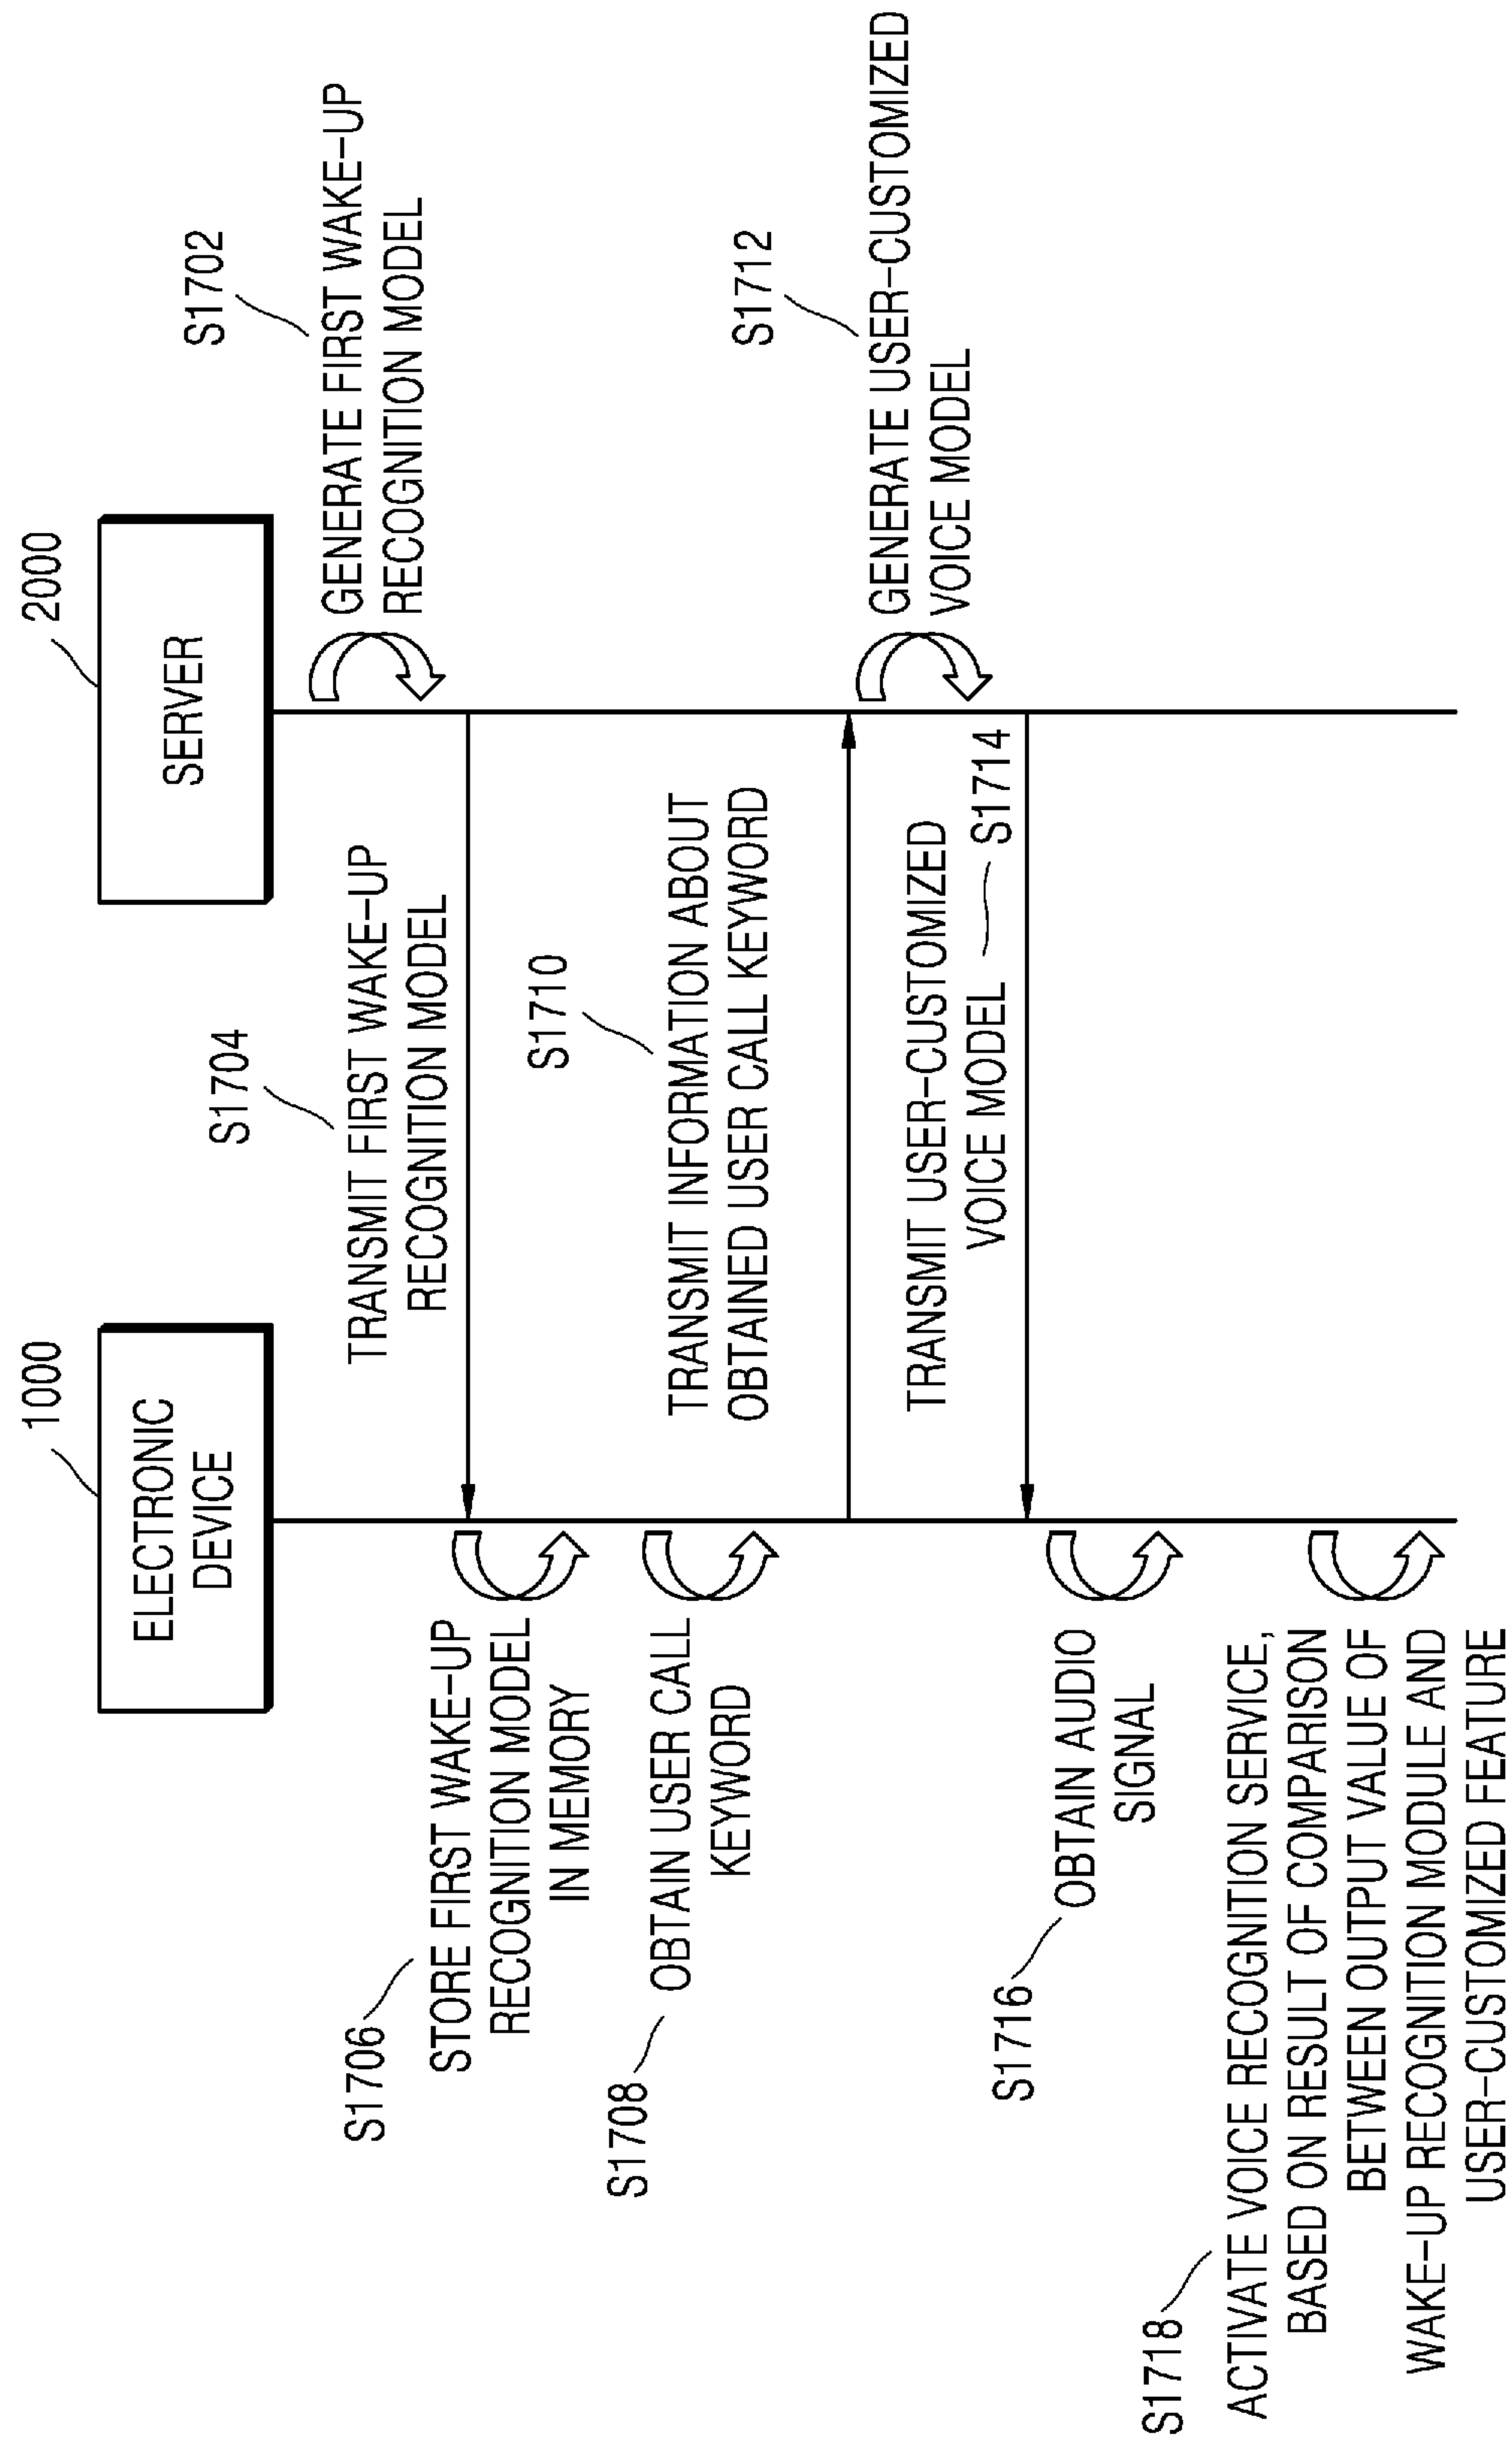 1000
ELECTRONIC
DEVICE
2000
SERVER
S1702
GENERATE FIRST WAKE-UP
RECOGNITION MODEL
S1704
TRANSMIT FIRST WAKE-UP
RECOGNITION MODEL
S1706
STORE FIRST WAKE-UP
RECOGNITION MODEL
IN MEMORY
S1708
OBTAIN USER CALL
KEYWORD
S1710
TRANSMIT INFORMATION ABOUT
OBTAINED USER CALL KEYWORD
S1712
GENERATE USER-CUSTOMIZED
VOICE MODEL
TRANSMIT USER-CUSTOMIZED
VOICE MODEL S1714
S1716
OBTAIN AUDIO
SIGNAL
S1718
ACTIVATE VOICE RECOGNITION SERVICE,
BASED ON RESULT OF COMPARISON
BETWEEN OUTPUT VALUE OF
WAKE-UP RECOGNITION MODULE AND
USER-CUSTOMIZED FEATURE